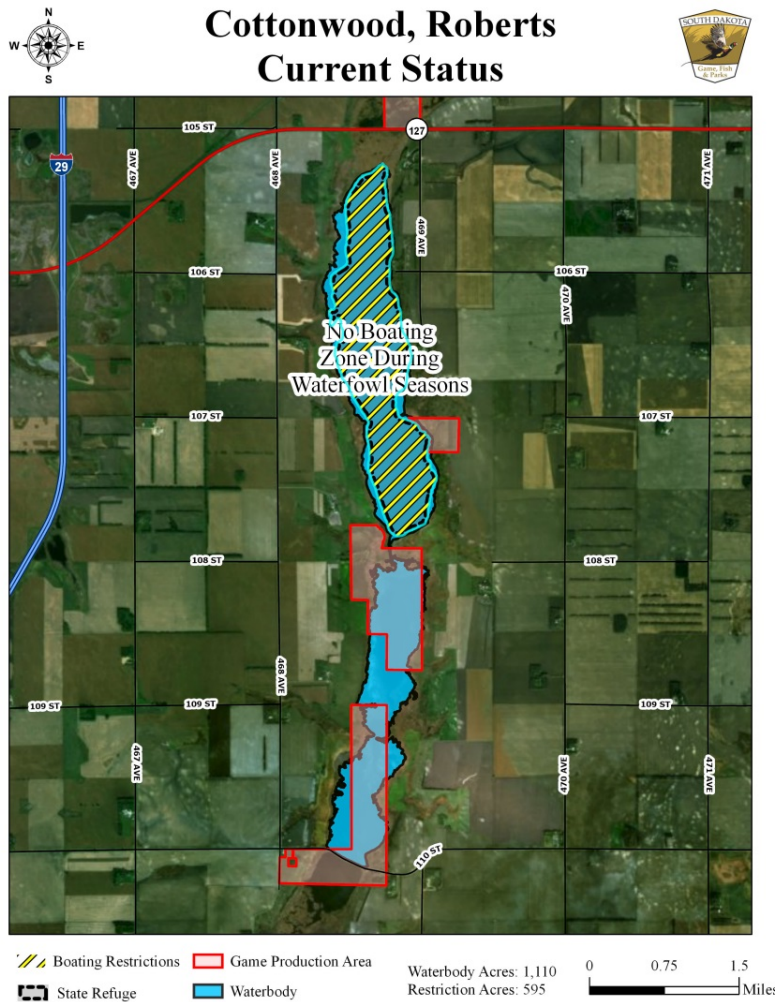 Cottonwood, Roberts
Current Status
N
W E
S
SOUTH DAKOTA
Game, Fish
& Parks
105 ST
127
29
467 AVE
468 AVE
469 AVE
471 AVE
106 ST
106 ST
470 AVE
No Boating
Zone During
Waterfowl Seasons
107 ST
107 ST
108 ST
108 ST
468 AVE
109 ST
109 ST
109 ST
467 AVE
470 AVE
471 AVE
110 ST
Boating Restrictions
Game Production Area
State Refuge
Waterbody
Waterbody Acres: 1,110
Restriction Acres: 595
0 0.75 1.5
Miles